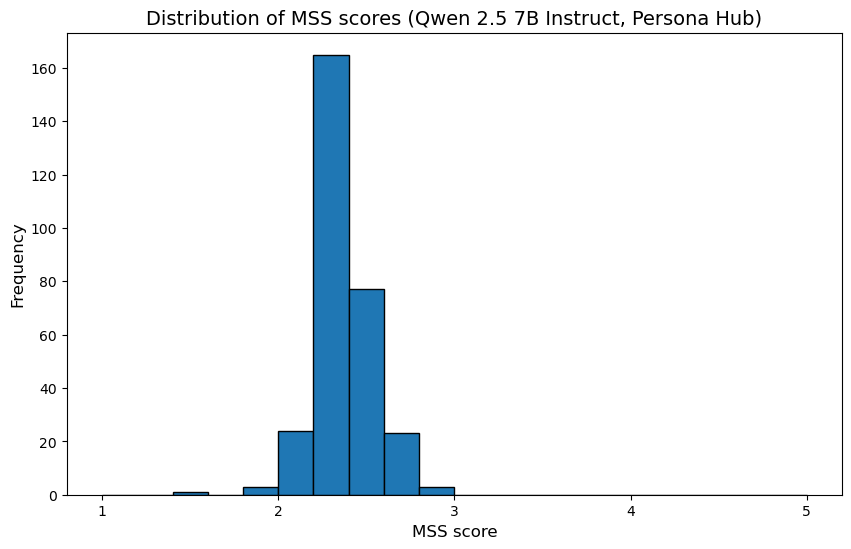 Distribution of MSS scores (Qwen 2.5 7B Instruct, Persona Hub)
Frequency
160
140
120
100
80
60
40
20
0
1 2 3 4 5
MSS score